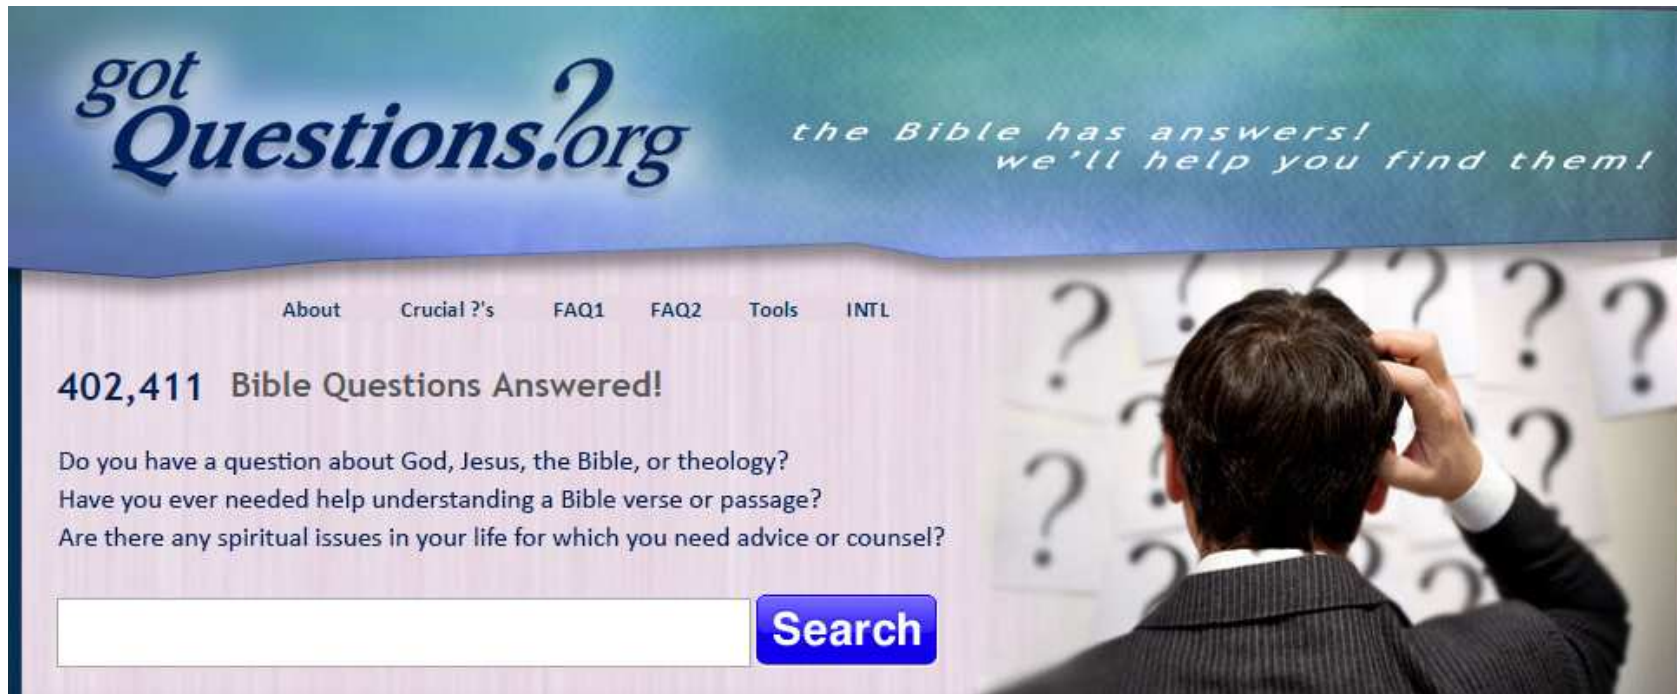 got
Questions.?org
the Bible has answers!
we'll help you find them!
About Crucial ?'s FAQ1 FAQ2 Tools INTL
402,411 Bible Questions Answered!
Do you have a question about God, Jesus, the Bible, or theology?
Have you ever needed help understanding a Bible verse or passage?
Are there any spiritual issues in your life for which you need advice or counsel?
Search